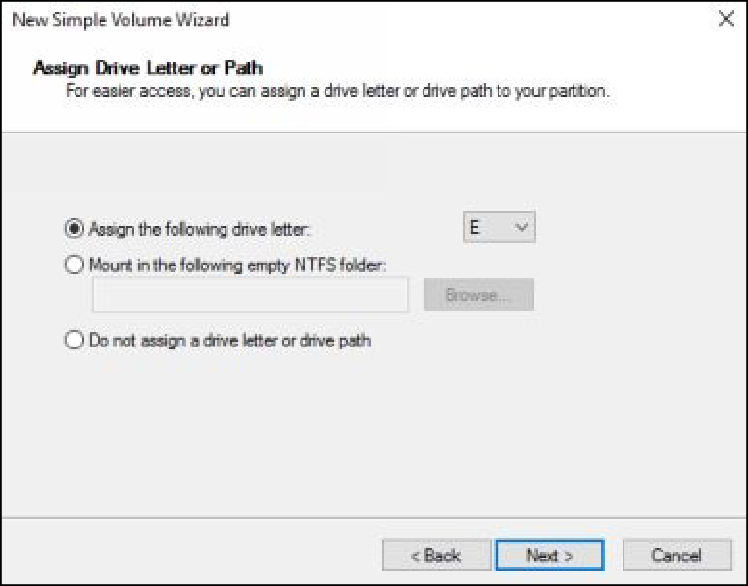 New Simple Volume Wizard
Assign Drive Letter or Path
For easier access, you can assign a drive letter or drive path to your partition.
Assign the following drive letter: E
Mount in the following empty NTFS folder:
Browse...
Do not assign a drive letter or drive path
< Back Next > Cancel